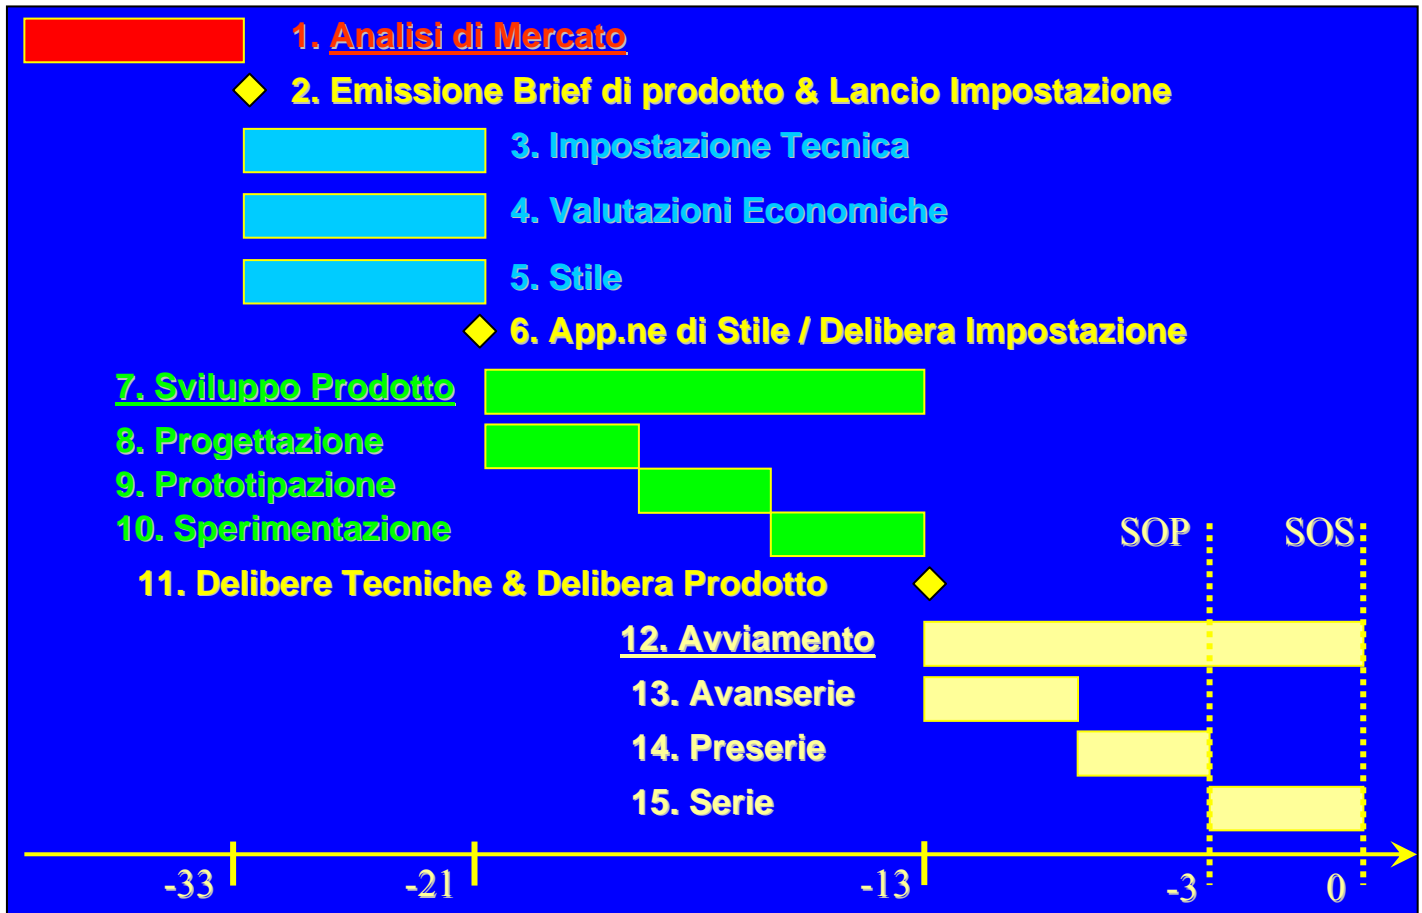 1. Analisi di Mercato
2. Emissione Brief di prodotto & Lancio Impostazione
3. Impostazione Tecnica
4. Valutazioni Economiche
5. Stile
6. App.ne di Stile / Delibera Impostazione
7. Sviluppo Prodotto
8. Progettazione
9. Prototipazione
10. Sperimentazione
SOP SOS
11. Delibere Tecniche & Delibera Prodotto
12. Avviamento
13. Avanserie
14. Preserie
15. Serie
-33 -21 -13 -3 0